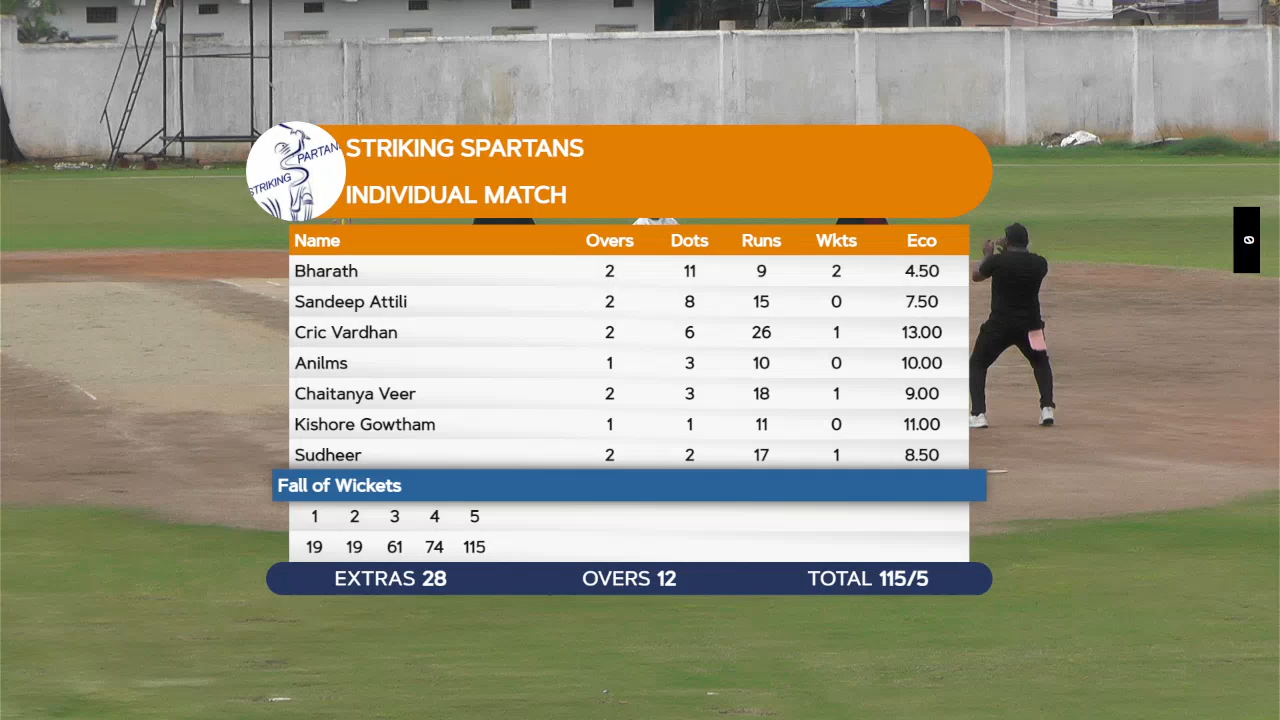 STRIKING SPARTANS
INDIVIDUAL MATCH
STRIKING SPARTAN
Name Overs Dots Runs Wkts Eco
Bharath 2 11 9 2 4.50
Sandeep Attili 2 8 15 0 7.50
Cric Vardhan 2 6 26 1 13.00
Anilms 1 3 10 0 10.00
Chaitanya Veer 2 3 18 1 9.00
Kishore Gowtham 1 1 11 0 11.00
Sudheer 2 2 17 1 8.50
Fall of Wickets
1 2 3 4 5
19 19 61 74 115
EXTRAS 28 OVERS 12 TOTAL 115/5
0